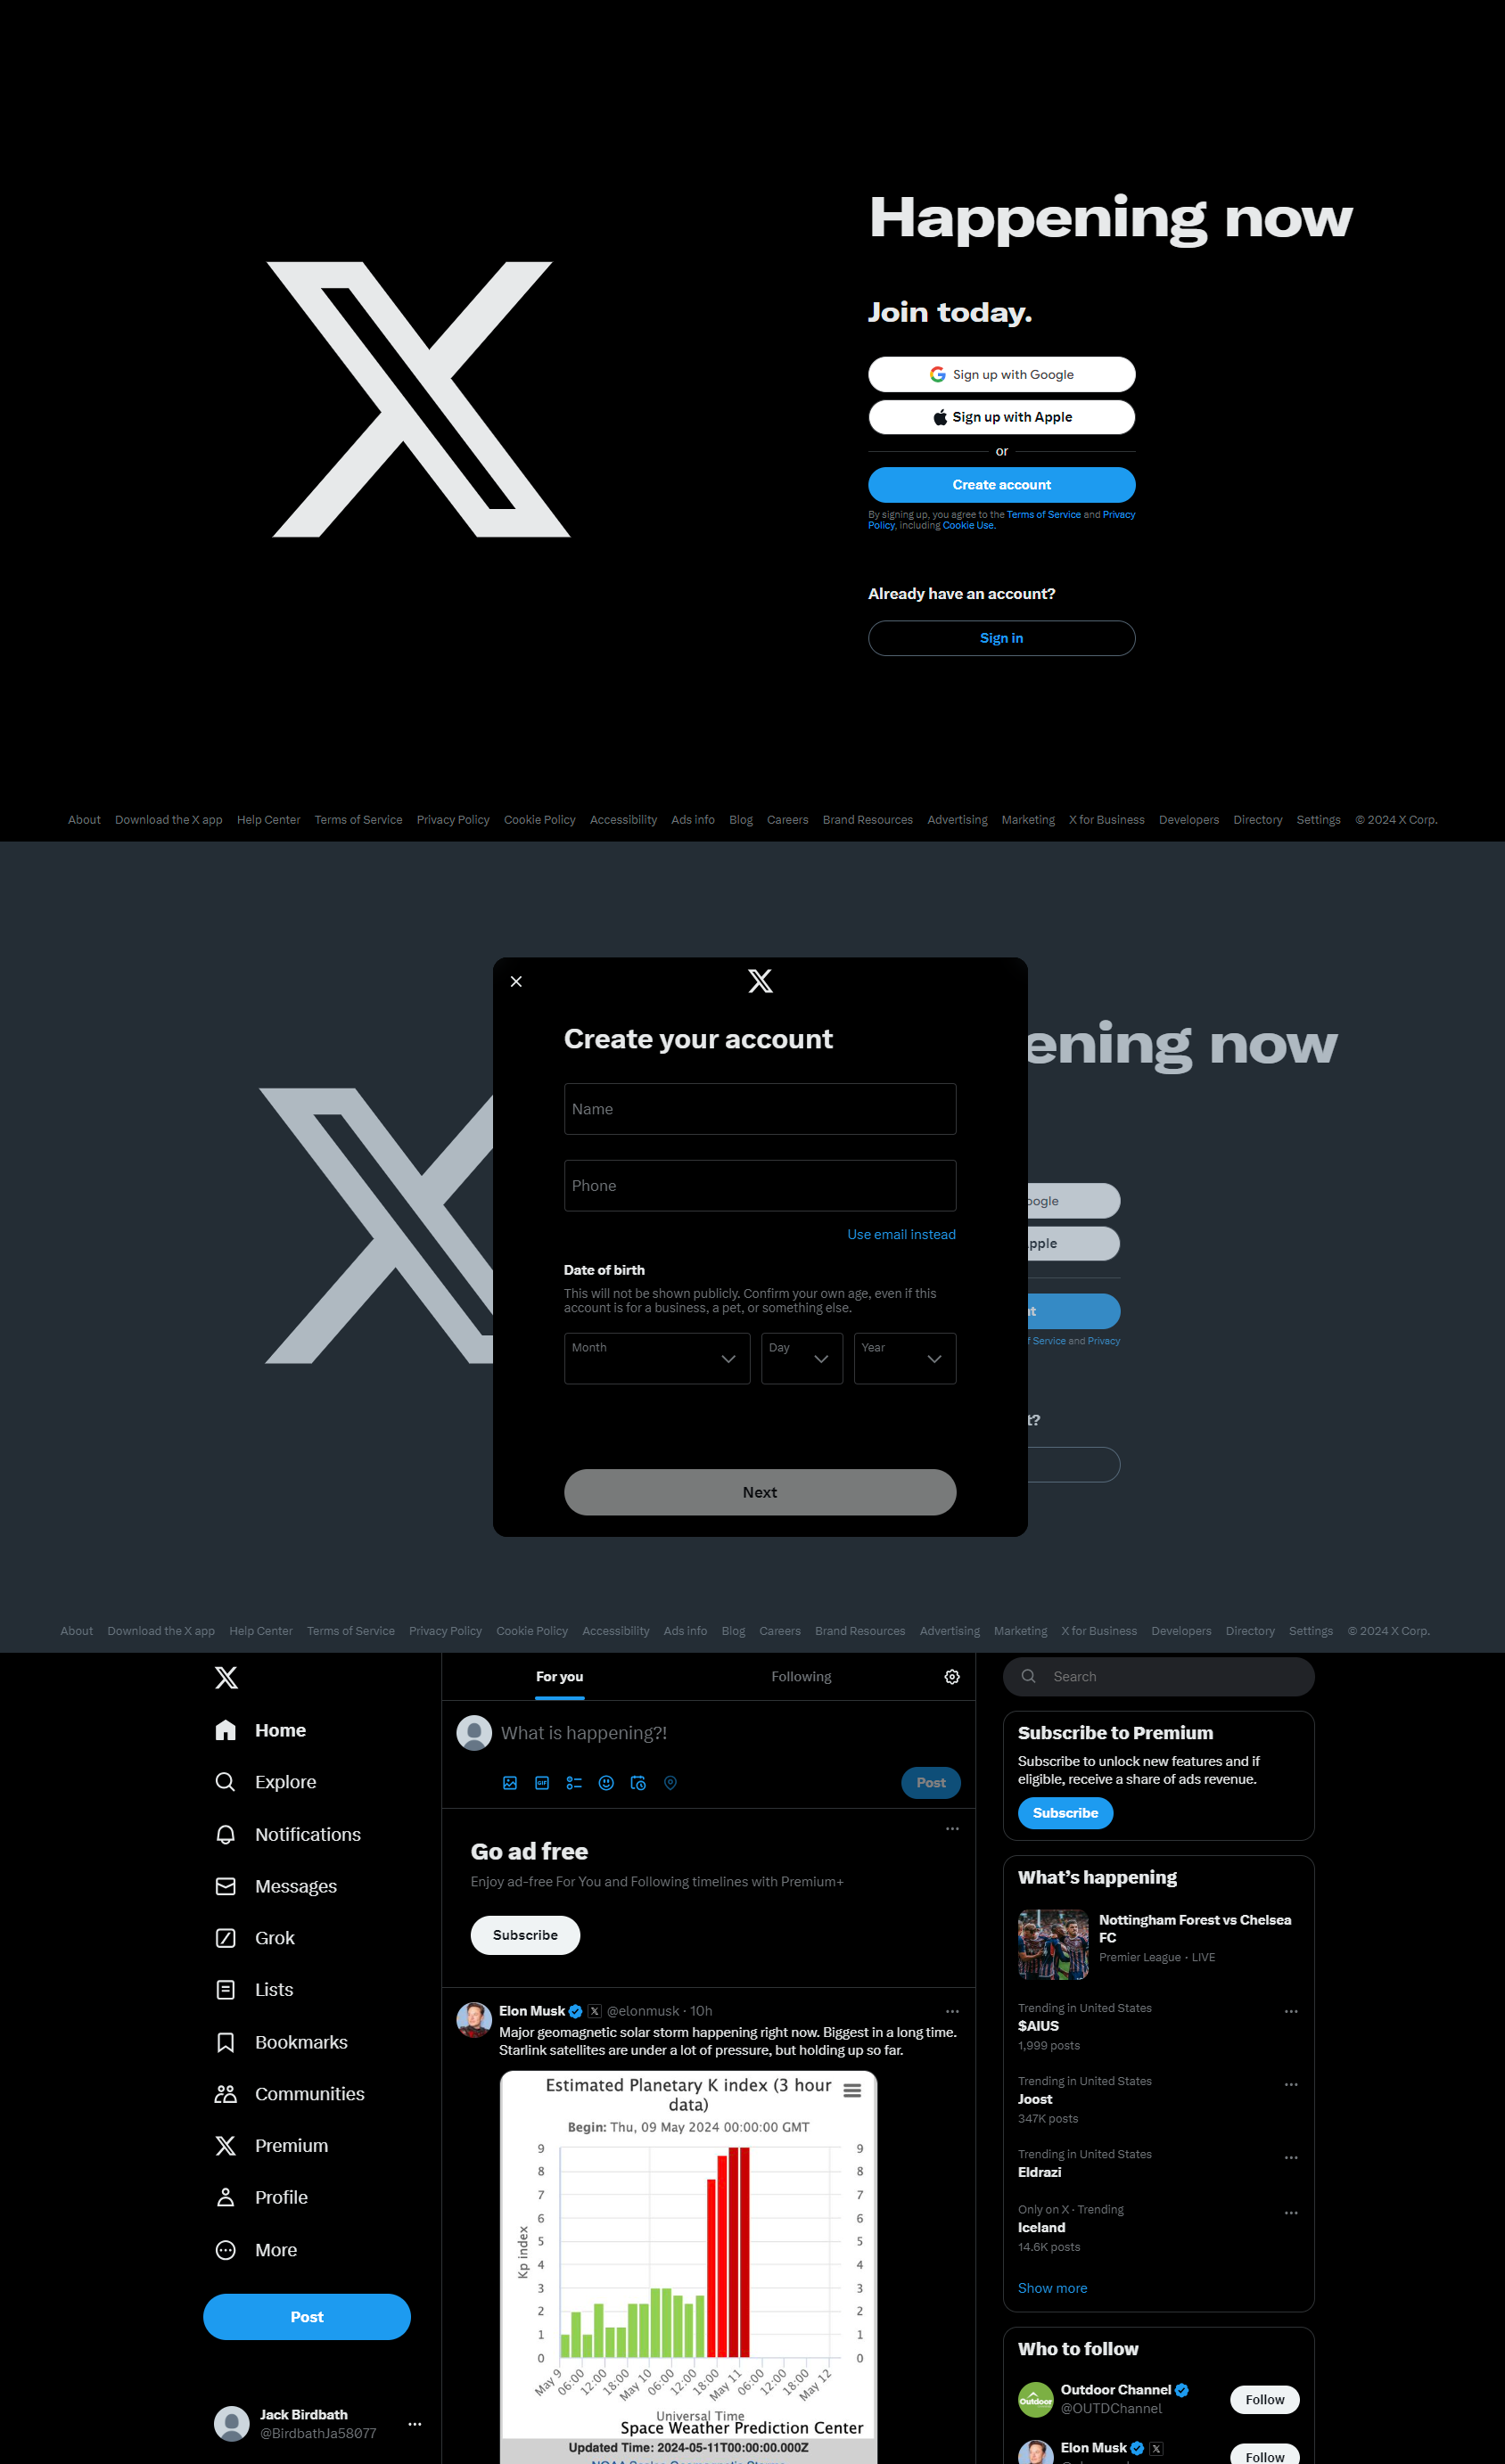 Happening now
Join today.
Sign up with Google
Sign up with Apple
or
Create account
By signing up, you agree to the Terms of Service and Privacy
Policy, including Cookie Use.
Already have an account?
Sign in
About Download the X app Help Center Terms of Service Privacy Policy Cookie Policy Accessibility Ads info Blog Careers Brand Resources Advertising Marketing X for Business Developers Directory Settings © 2024 X Corp.
ening now
Create your account
Name
Phone
Use email instead
Date of birth
This will not be shown publicly. Confirm your own age, even if this
account is for a business, a pet, or something else.
Month
Day
Year
Next
Service and Privacy
t?
About Download the X app Help Center Terms of Service Privacy Policy Cookie Policy Accessibility Ads info Blog Careers Brand Resources Advertising Marketing X for Business Developers Directory Settings © 2024 X Corp.
Home
Explore
Notifications
Messages
Grok
Lists
Bookmarks
Communities
Premium
Profile
More
Post
Jack Birdbath
@BirdbathJa58077
For you
Following
What is happening?!
GIF
Post
Go ad free
Enjoy ad-free For You and Following timelines with Premium+
Subscribe
Elon Musk @elonmusk · 10h
Major geomagnetic solar storm happening right now. Biggest in a long time.
Starlink satellites are under a lot of pressure, but holding up so far.
Estimated Planetary K index (3 hour
data)
Begin: Thu, 09 May 2024 00:00:00 GMT
Kp index
9 9
8 8
7 7
6 6
5 5
4 4
3 3
2 2
1 1
0 0
May 9 06:00 12:00 18:00 May 10 06:00 12:00 18:00 May 11 06:00 12:00 18:00 May 12
Universal Time
Space Weather Prediction Center
Updated Time: 2024-05-11T00:00:00.000Z
Search
Subscribe to Premium
Subscribe to unlock new features and if
eligible, receive a share of ads revenue.
Subscribe
What's happening
Nottingham Forest vs Chelsea
FC
Premier League · LIVE
Trending in United States
$AIUS
1,999 posts
Trending in United States
Joost
347K posts
Trending in United States
Eldrazi
Only on X · Trending
Iceland
14.6K posts
Show more
Who to follow
Outdoor
Outdoor Channel
@OUTDChannel
Follow
Elon Musk
Follow